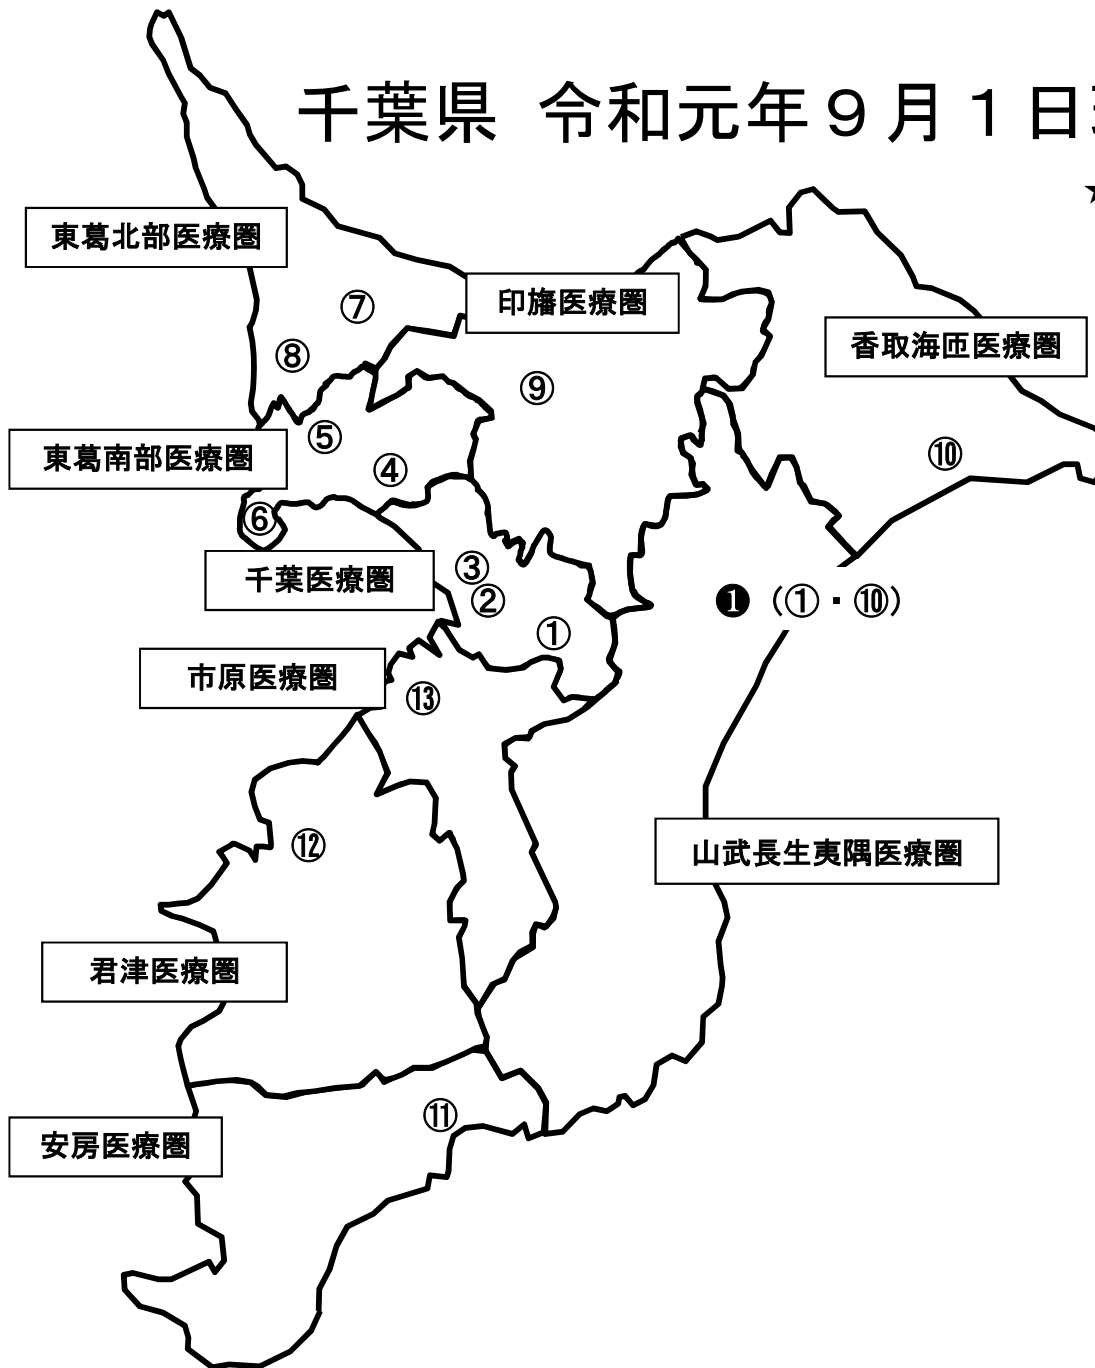 千葉県 令和元年９月１日
★
東葛北部医療圏
印旛医療圏
⑦
香取海匝医療圏
⑧
⑨
⑤
東葛南部医療圏
④
⑩
⑥
③
千葉医療圏
②
❶（①・⑩）
①
市原医療圏
⑬
⑫
山武長生夷隅医療圏
君津医療圏
⑪
安房医療圏